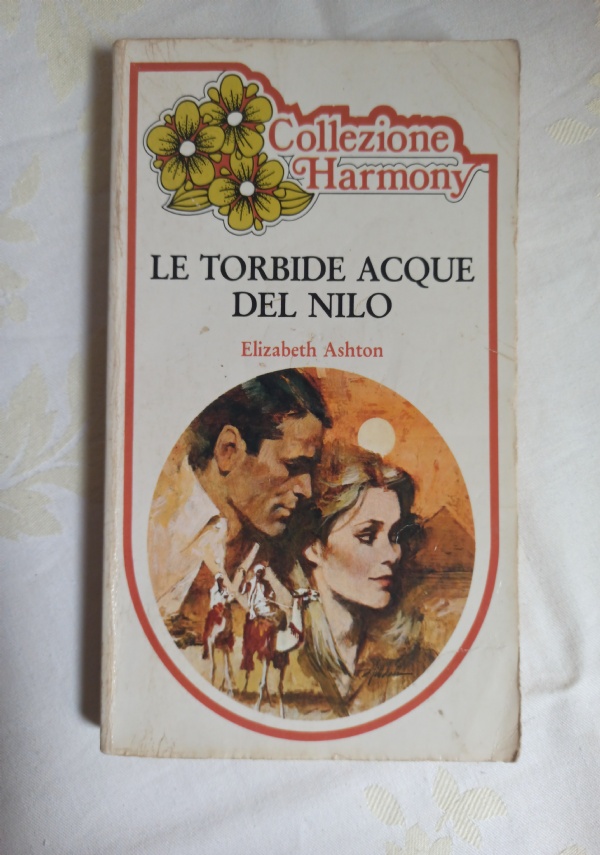 Collezione
Harmony
LE TORBIDE ACQUE
DEL NILO
Elizabeth Ashton